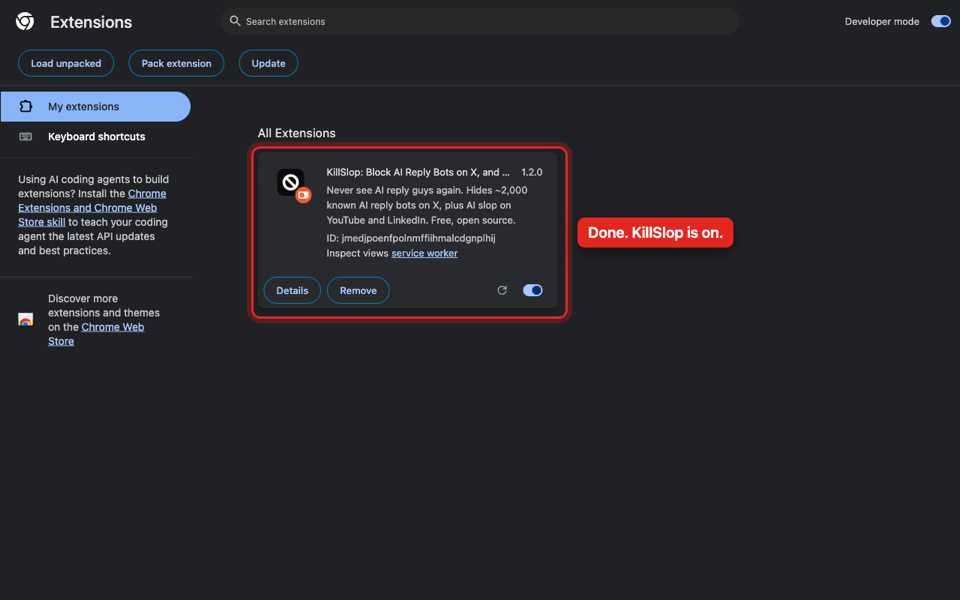 Extensions
Search extensions
Developer mode
Load unpacked
Pack extension
Update
My extensions
Keyboard shortcuts
Using AI coding agents to build
extensions? Install the Chrome
Extensions and Chrome Web
Store skill to teach your coding
agent the latest API updates
and best practices.
Discover more
extensions and themes
on the Chrome Web
Store
All Extensions
KillSlop: Block AI Reply Bots on X, and ... 1.2.0
Never see AI reply guys again. Hides ~2,000
known AI reply bots on X, plus AI slop on
YouTube and LinkedIn. Free, open source.
ID: jmedjpoenfpolnmffiihmalcdgnplhij
Inspect views service worker
Details
Remove
Done. KillSlop is on.